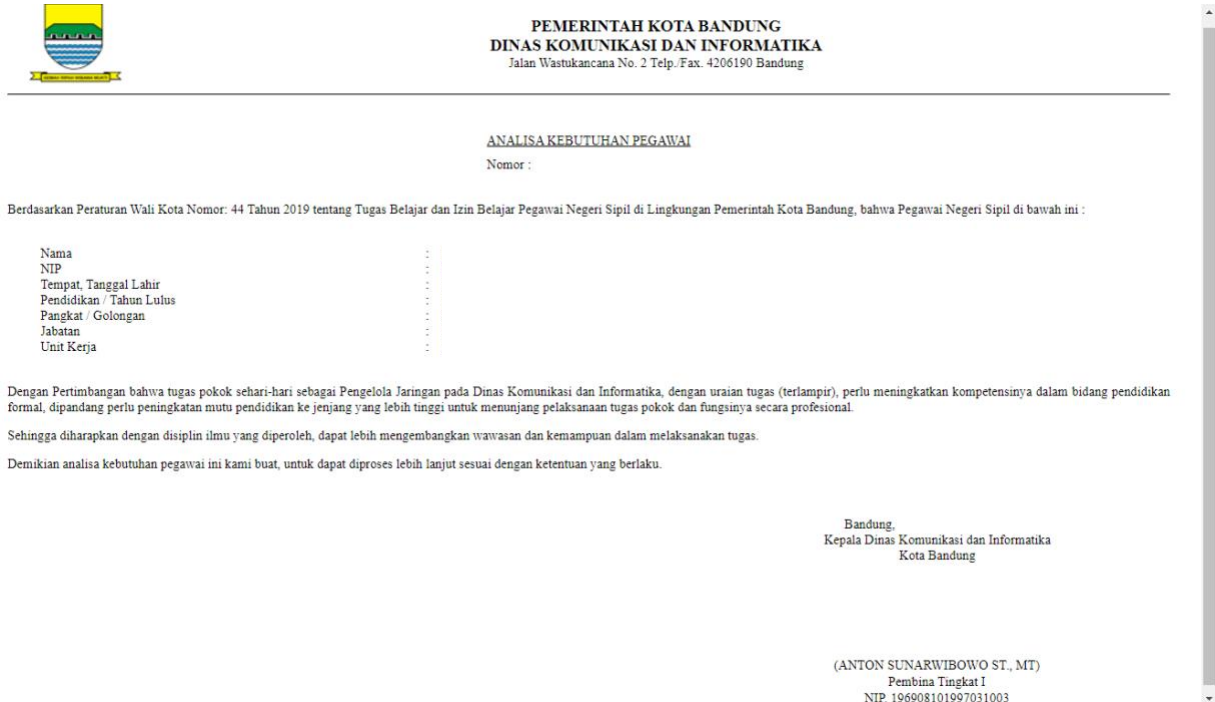 PEMERINTAH KOTA BANDUNG
DINAS KOMUNIKASI DAN INFORMATIKA
Jalan Wastukancana No. 2 Telp./Fax. 4206190 Bandung
ANALISA KEBUTUHAN PEGAWAI
Nomor :
Berdasarkan Peraturan Wali Kota Nomor: 44 Tahun 2019 tentang Tugas Belajar dan Izin Belajar Pegawai Negeri Sipil di Lingkungan Pemerintah Kota Bandung, bahwa Pegawai Negeri Sipil di bawah ini :
Nama :
NIP :
Tempat, Tanggal Lahir :
Pendidikan / Tahun Lulus :
Pangkat / Golongan :
Jabatan :
Unit Kerja :
Dengan Pertimbangan bahwa tugas pokok sehari-hari sebagai Pengelola Jaringan pada Dinas Komunikasi dan Informatika, dengan uraian tugas (terlampir), perlu meningkatkan kompetensinya dalam bidang pendidikan
formal, dipandang perlu peningkatan mutu pendidikan ke jenjang yang lebih tinggi untuk menunjang pelaksanaan tugas pokok dan fungsinya secara profesional.
Sehingga diharapkan dengan disiplin ilmu yang diperoleh, dapat lebih mengembangkan wawasan dan kemampuan dalam melaksanakan tugas.
Demikian analisa kebutuhan pegawai ini kami buat, untuk dapat diproses lebih lanjut sesuai dengan ketentuan yang berlaku.
Bandung,
Kepala Dinas Komunikasi dan Informatika
Kota Bandung
(ANTON SUNARWIBOWO ST., MT)
Pembina Tingkat I
NIP. 196908101997031003